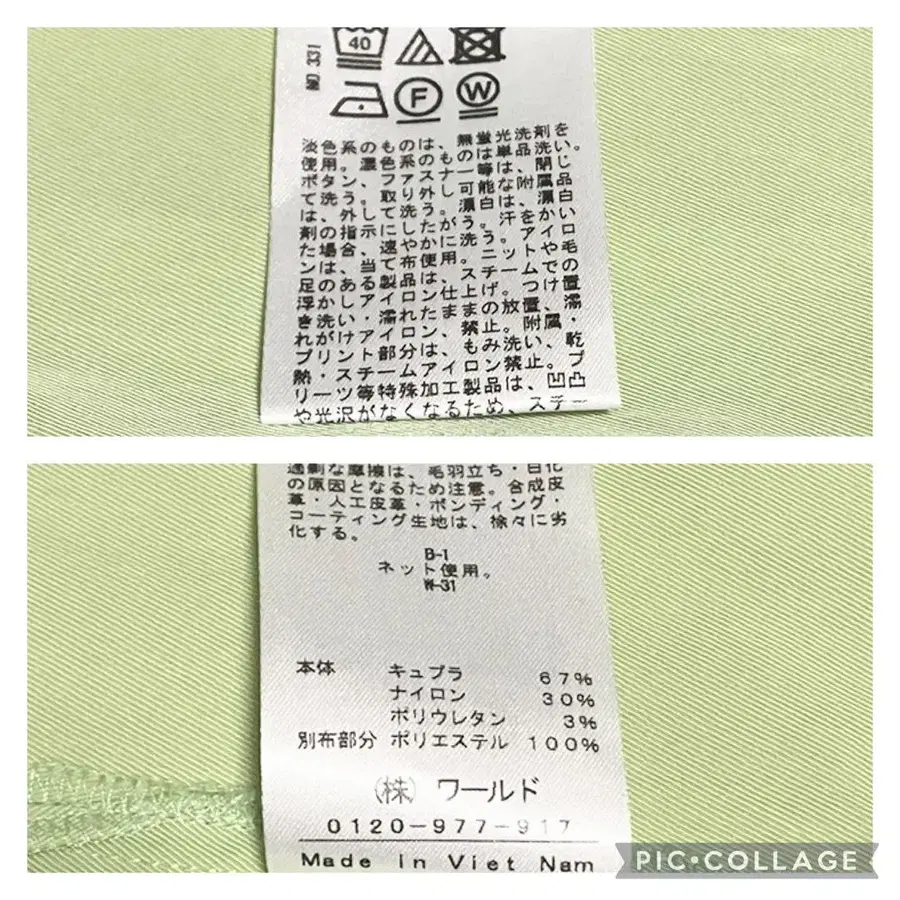 NO 331
40
F
W
淡色系のものは、無蛍光洗剤を
使用。濃色系のものは単品洗い。
ボタン、ファスナー等は、閉じ
て洗う。取り外し可能な附属品
は、外して洗う。漂白は、漂白
剤の指示にしたがう。汗をかい
た場合、速やかに洗う。アイロ
ンは、当て布使用。ニットや毛
足のある製品は、スチームでの
浮かしアイロン仕上げ。つけ置
き洗い・濡れたままの放置、濡
れがけアイロン、禁止。附属・
プリント部分は、もみ洗い、乾
熱・スチームアイロン禁止。プ
リーツ等特殊加工製品は、凹凸
や光沢がなくなるため、スチー
過剰な摩擦は、毛羽立ち・白化
の原因となるため注意。合成皮
革・人工皮革・ボンディング・
コーティング生地は、徐々に劣
化する。
B-1
ネット使用。
W-31
本体 キュプラ 67%
ナイロン 30%
ポリウレタン 3%
別布部分 ポリエステル 100%
(株) ワールド
0120-977-917
Made in Viet Nam
PIC•COLLAGE